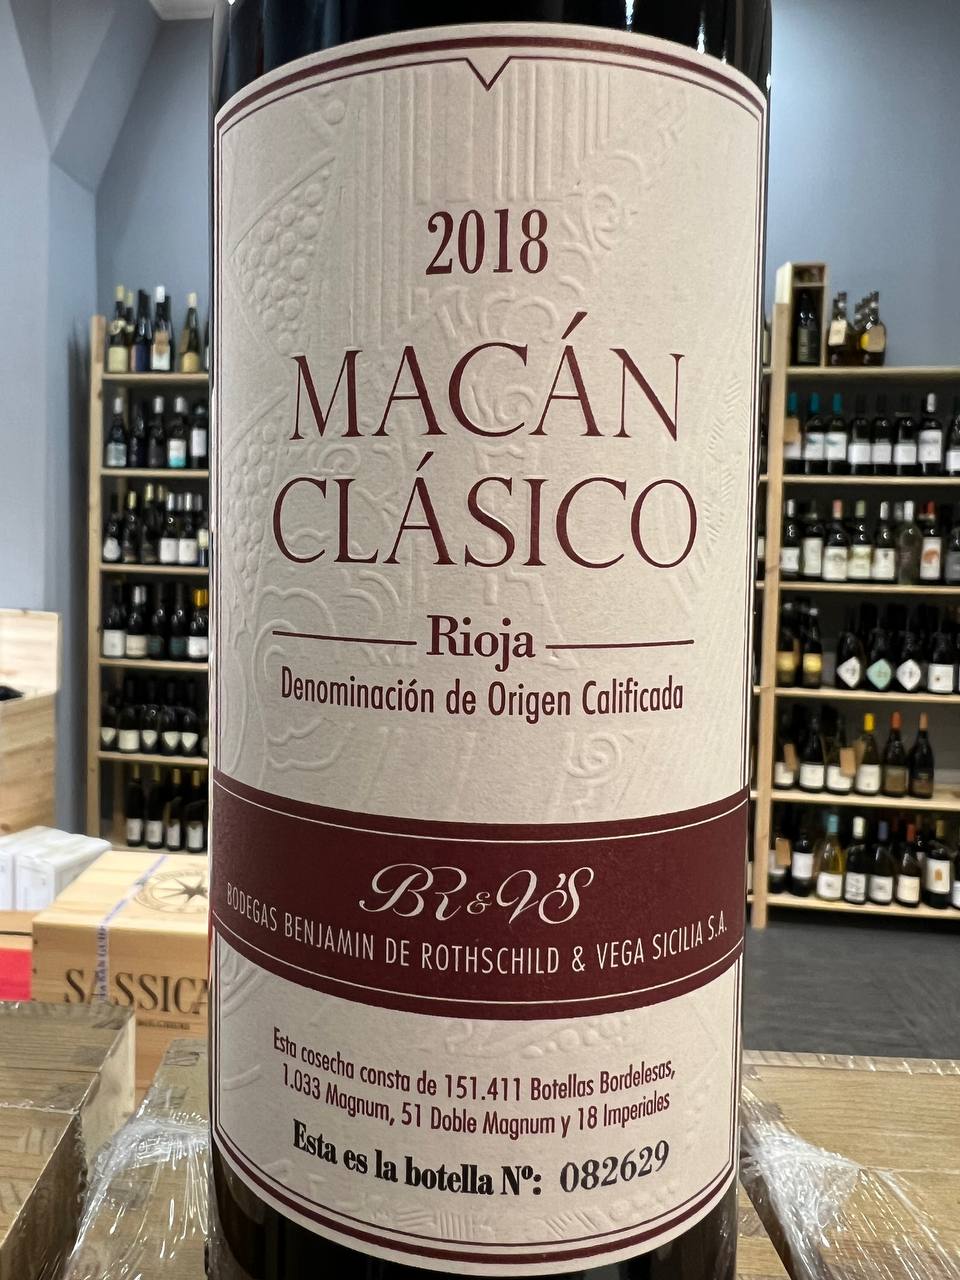 2018
MACÁN
CLÁSICO
Rioja
Denominación de Origen Calificada
BR & VS
BODEGAS BENJAMIN DE ROTHSCHILD & VEGA SICILIA S.A.
Esta cosecha consta de 151.411 Botellas Bordelesas,
1.033 Magnum, 51 Doble Magnum y 18 Imperiales
Esta es la botella Nº: 082629
SASSICA